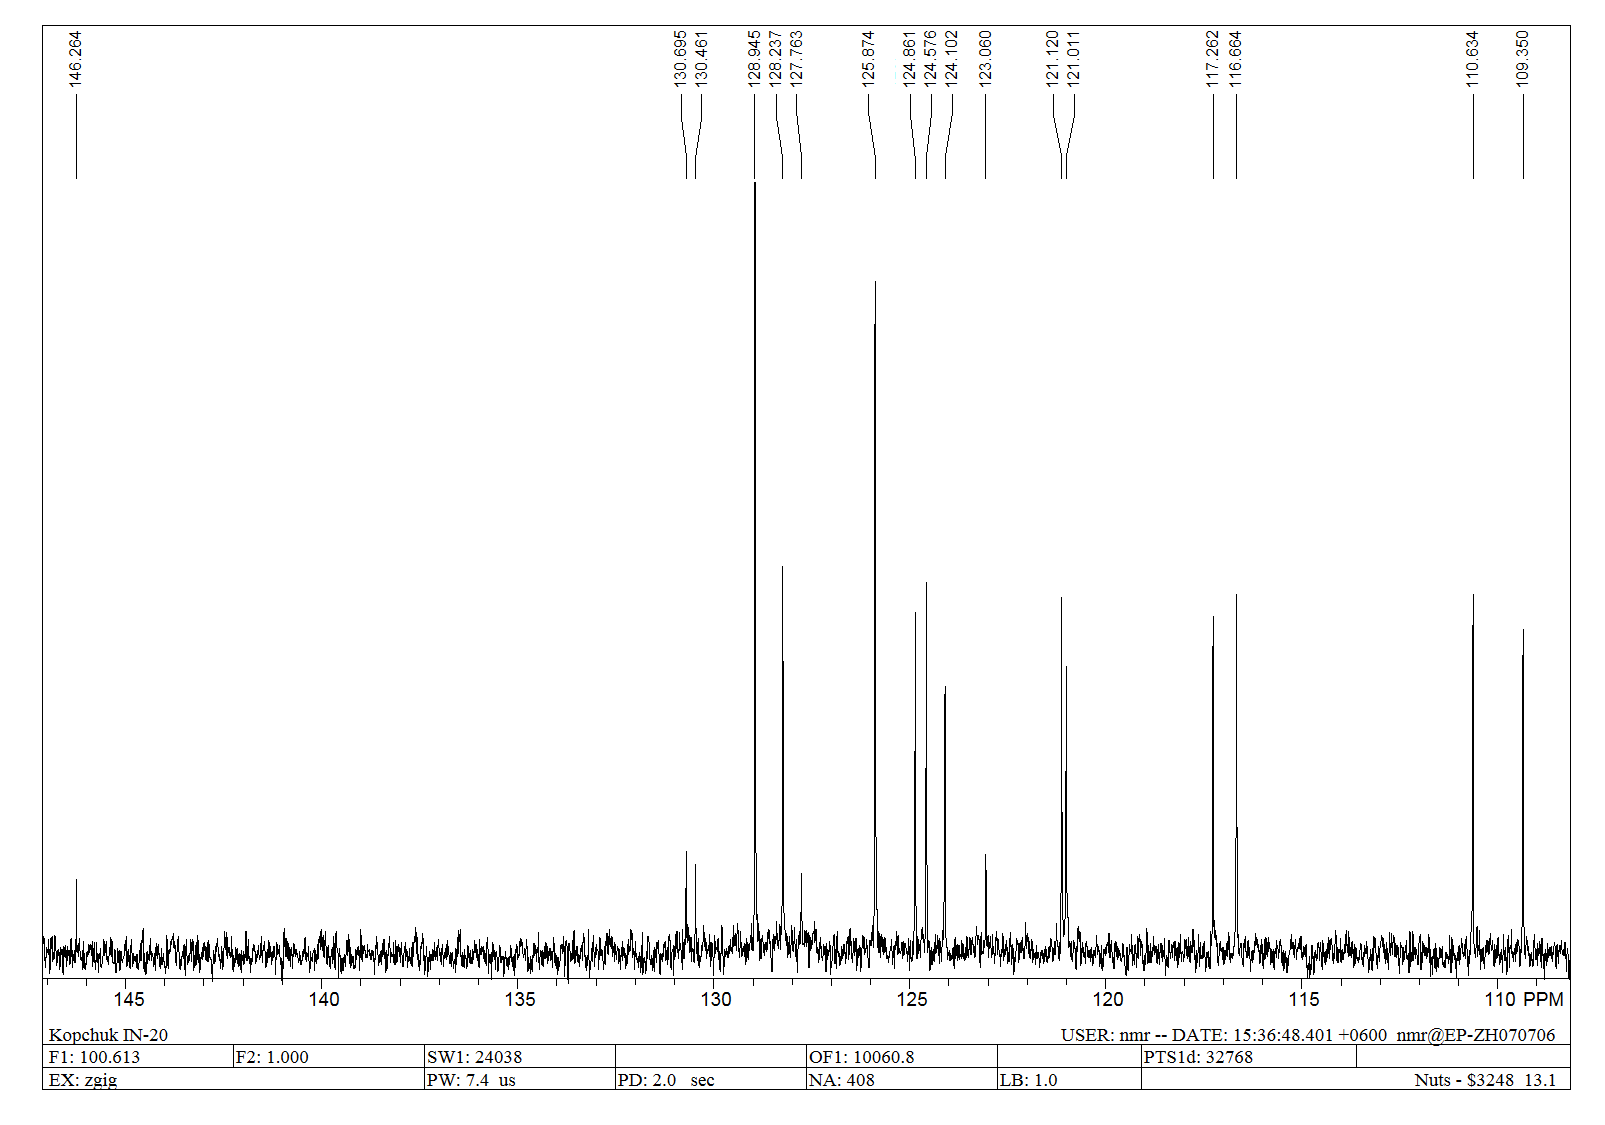 146.264 130.695 130.461 128.945 128.237 127.763 125.874 124.861 124.576 124.102 123.060 121.120 121.011 117.262 116.664 110.634 109.350
145 140 135 130 125 120 115 110 PPM
Kopchuk IN-20 USER: nmr -- DATE: 15:36:48.401 +0600 nmr@EP-ZH070706
F1: 100.613 F2: 1.000 SW1: 24038 OF1: 10060.8 PTS1d: 32768
EX: zgig PW: 7.4 us PD: 2.0 sec NA: 408 LB: 1.0 Nuts - $3248 13.1